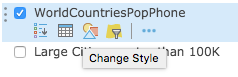 WorldCountriesPopPhone
Large Ci than 100K
Change Style